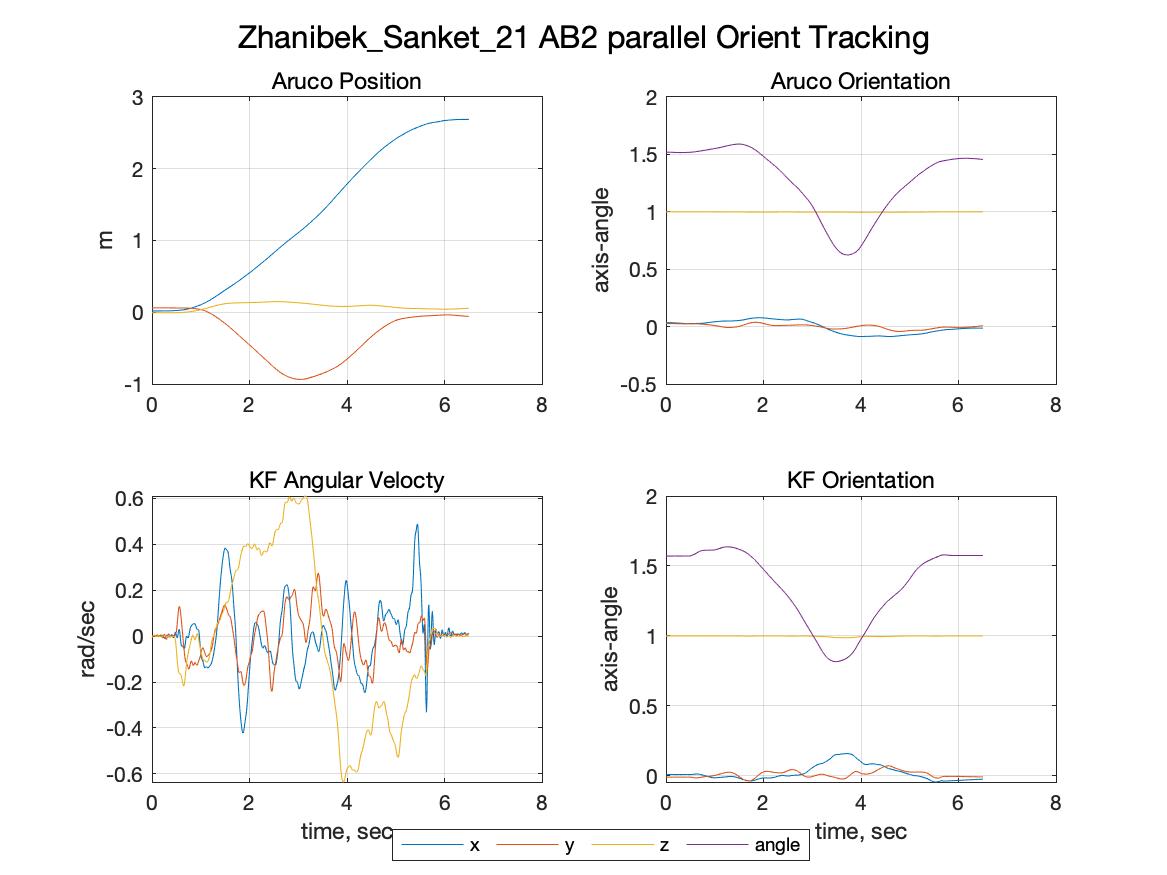 Zhanibek_Sanket_21 AB2 parallel Orient Tracking
Aruco Position
3
2
1
0
-1
m
0 2 4 6 8
Aruco Orientation
2
1.5
1
0.5
0
-0.5
axis-angle
0 2 4 6 8
KF Angular Velocty
0.6
0.4
0.2
0
-0.2
-0.4
-0.6
rad/sec
0 2 4 6 8
time, sec
KF Orientation
2
1.5
1
0.5
0
axis-angle
0 2 4 6 8
time, sec
x y z angle